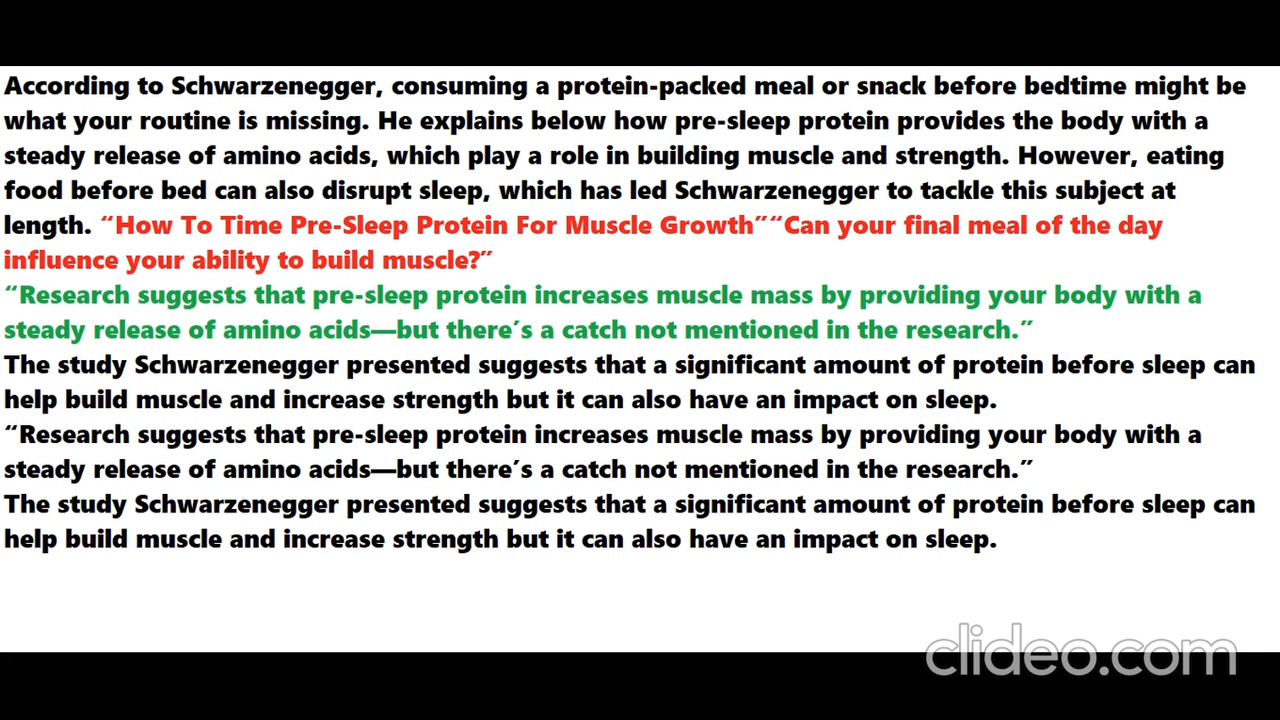 According to Schwarzenegger, consuming a protein-packed meal or snack before bedtime might be
what your routine is missing. He explains below how pre-sleep protein provides the body with a
steady release of amino acids, which play a role in building muscle and strength. However, eating
food before bed can also disrupt sleep, which has led Schwarzenegger to tackle this subject at
length. “How To Time Pre-Sleep Protein For Muscle Growth”“Can your final meal of the day
influence your ability to build muscle?”
“Research suggests that pre-sleep protein increases muscle mass by providing your body with a
steady release of amino acids—but there´s a catch not mentioned in the research.”
The study Schwarzenegger presented suggests that a significant amount of protein before sleep can
help build muscle and increase strength but it can also have an impact on sleep.
“Research suggests that pre-sleep protein increases muscle mass by providing your body with a
steady release of amino acids—but there´s a catch not mentioned in the research.”
The study Schwarzenegger presented suggests that a significant amount of protein before sleep can
help build muscle and increase strength but it can also have an impact on sleep.
clideo.com